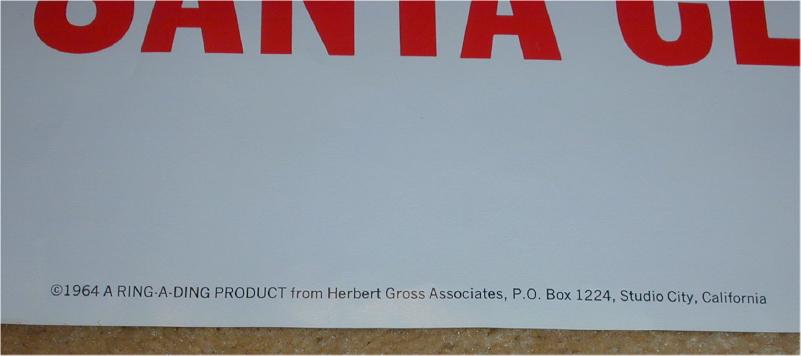 SANTA CL
©1964 A RING-A-DING PRODUCT from Herbert Gross Associates, P.O. Box 1224, Studio City, California